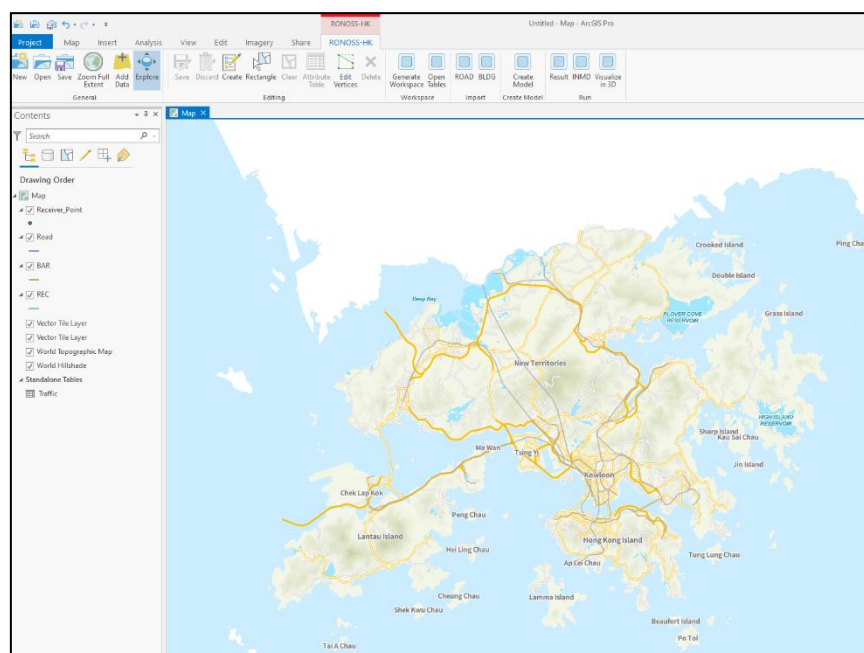 RONOSS-HK
Untitled - Map - ArcGIS Pro
Project Map Insert Analysis View Edit Imagery Share RONOSS-HK
New Open Save Zoom Full Extent Add Data Explore Save Discard Create Rectangle Clear Attribute Table Edit Vertices Delete Generate Workspace Open Tables ROAD BLDG Create Model Result INMD Visualize in 3D
General Editing Workspace Import Create Model Run
Contents
Map
Search
Drawing Order
Map
Receiver_Point
Road
BAR
REC
Vector Tile Layer
Vector Tile Layer
World Topographic Map
World Hillshade
Standalone Tables
Traffic
Crooked Island
Ping Cha
Double Island
Deep Bay
Grass Island
PLOVER COVE
RESERVOIR
New Territories
HIGH ISLAND
RESERVOIR
Sharp Island
Kau Sai Chau
Ma Wan
Tsing Yi
Jin Island
Kowloon
Chek Lap Kok
Peng Chau
Lantau Island
Hong Kong Island
Hei Ling Chau
Tung Lung Chau
Ap Lei Chau
Cheung Chau
Lamma Island
Shek Kwu Chau
Beaufort Island
Po Toi
Tai A Chau